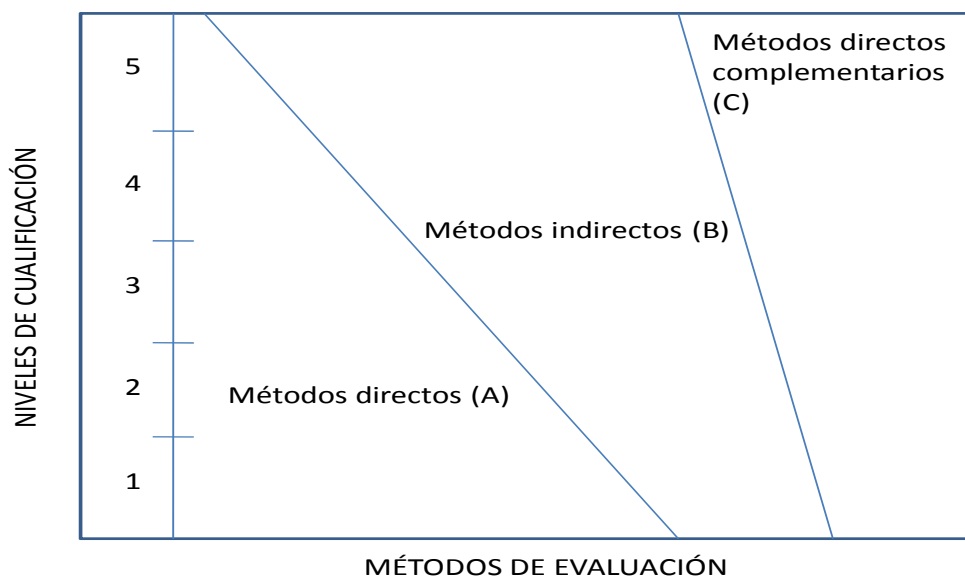 Métodos directos
complementarios
(C)
5
4
Métodos indirectos (B)
3
2
Métodos directos (A)
1
NIVELES DE CUALIFICACIÓN
MÉTODOS DE EVALUACIÓN